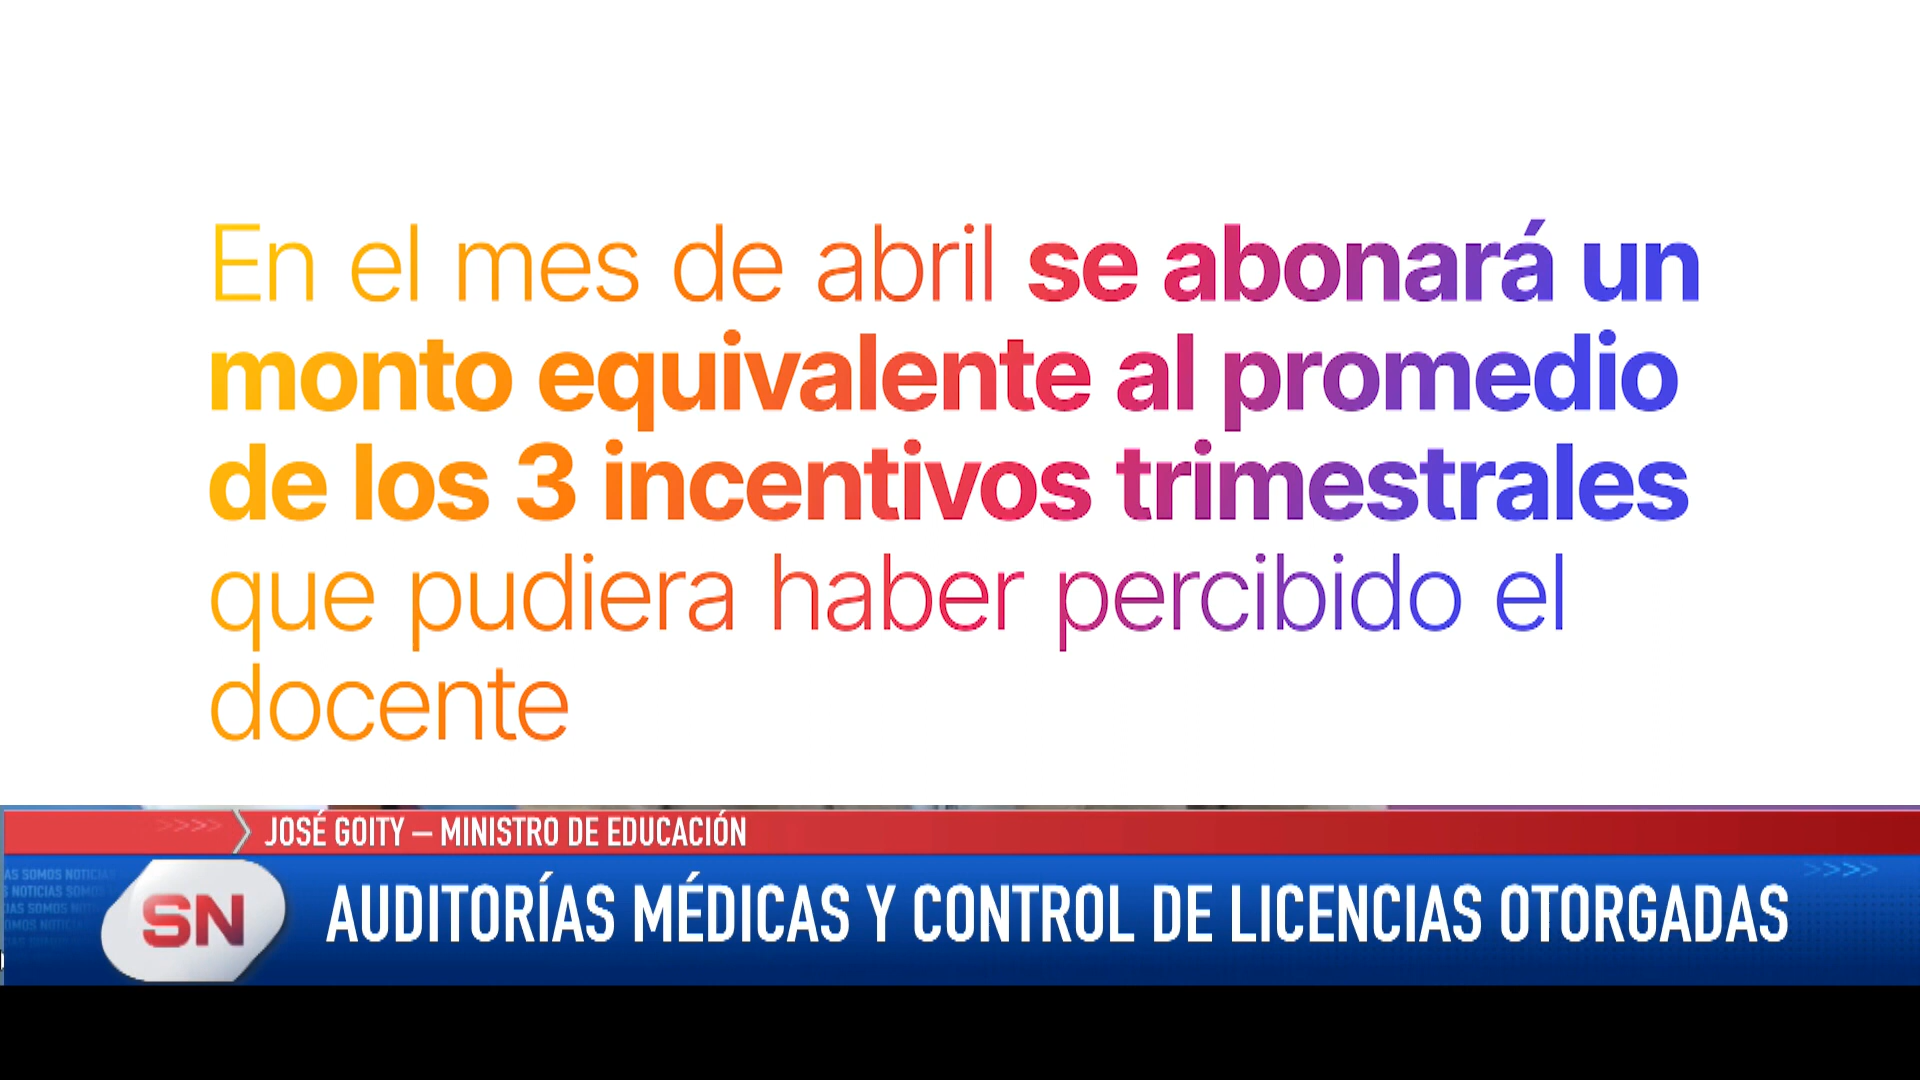 En el mes de abril se abonará un
monto equivalente al promedio
de los 3 incentivos trimestrales
que pudiera haber percibido el
docente
JOSÉ GOITY – MINISTRO DE EDUCACIÓN
SN
AUDITORÍAS MÉDICAS Y CONTROL DE LICENCIAS OTORGADAS